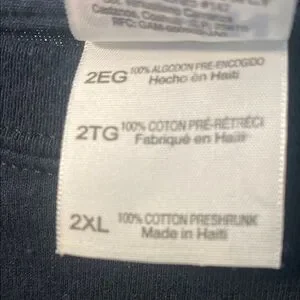 #142
2EG 100% ALGODON PRE-ENCOGIDO
Hecho en Haiti
2TG 100% COTON PRÉ-RÉTRÉCI
Fabriqué en Haïti
2XL 100% COTTON PRESHRUNK
Made in Haiti